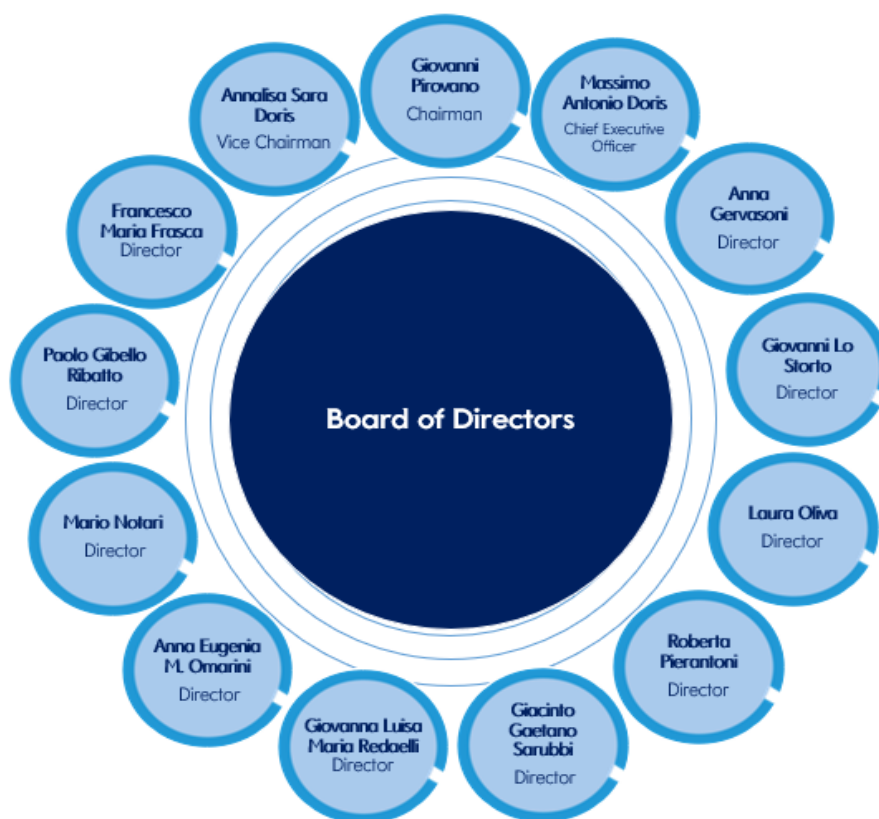 Giovanni
Pirovano
Chairman
Massimo
Antonio Doris
Chief Executive
Officer
Anna
Gervasoni
Director
Giovanni Lo
Storto
Director
Laura Oliva
Director
Roberta
Pierantoni
Director
Giacinto
Gaetano
Sarubbi
Director
Giovanna Luisa
Maria Redaelli
Director
Anna Eugenia
M. Omarini
Director
Mario Notari
Director
Paolo Gibello
Ribatto
Director
Francesco
Maria Frasca
Director
Annalisa Sara
Doris
Vice Chairman
Board of Directors